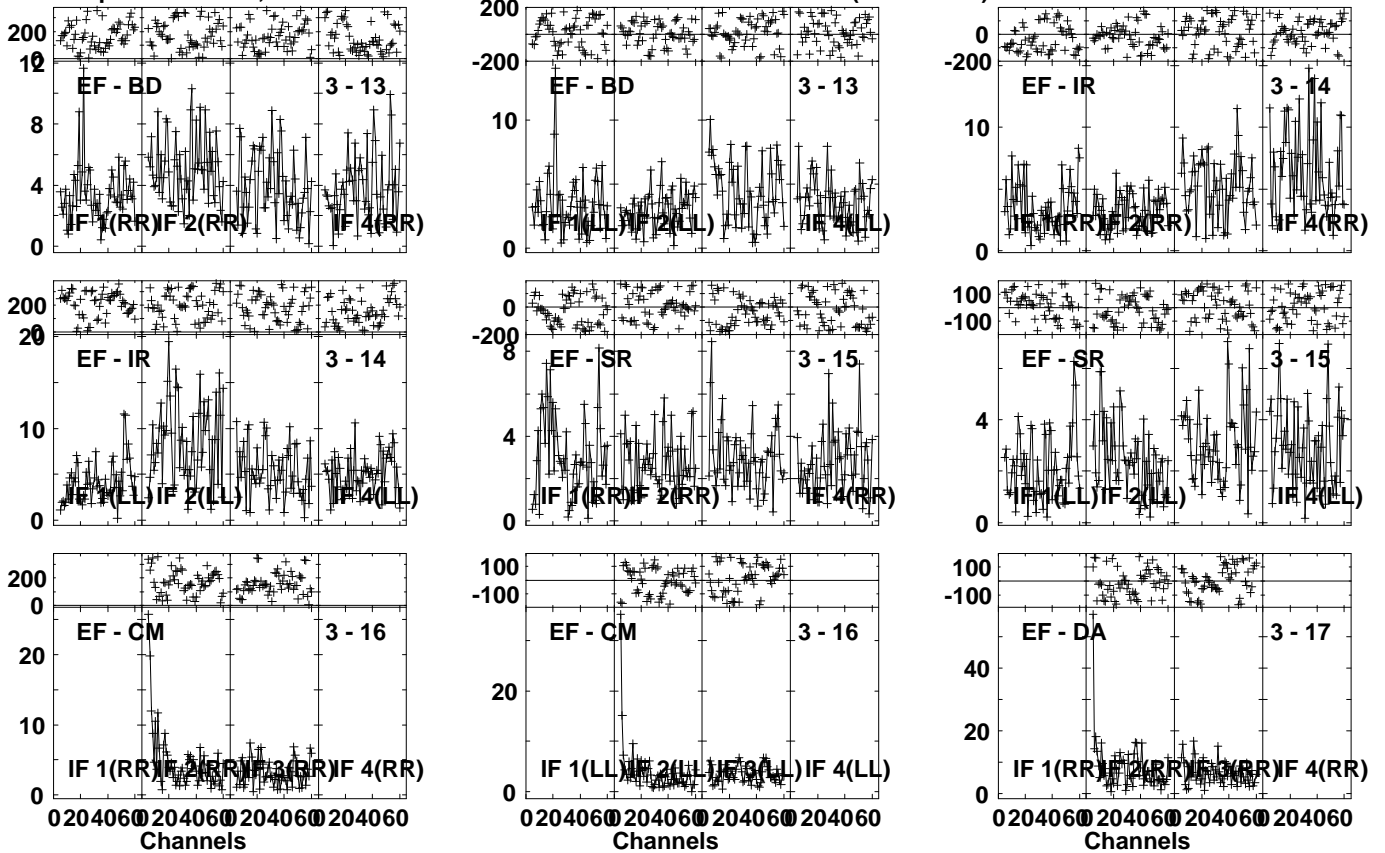 200
0
12
8
4
0
EF - BD
3 - 13
IF 1(RR)
IF 2(RR)
IF 4(RR)
200
0
-200
10
0
EF - BD
3 - 13
IF 1(LL)
IF 2(LL)
IF 4(LL)
200
0
-200
10
0
EF - IR
3 - 14
IF 1(RR)
IF 2(RR)
IF 4(RR)
200
0
20
10
0
EF - IR
3 - 14
IF 1(LL)
IF 2(LL)
IF 4(LL)
0
-200
8
4
0
EF - SR
3 - 15
IF 1(RR)
IF 2(RR)
IF 4(RR)
100
-100
4
0
EF - SR
3 - 15
IF 1(LL)
IF 2(LL)
IF 4(LL)
200
0
20
10
0
EF - CM
3 - 16
IF 1(RR)
IF 2(RR)
IF 3(RR)
IF 4(RR)
0 20 40 60 0 20 40 60 0 20 40 60 0 20 40 60
Channels
100
-100
20
0
EF - CM
3 - 16
IF 1(LL)
IF 2(LL)
IF 3(LL)
IF 4(LL)
0 20 40 60 0 20 40 60 0 20 40 60 0 20 40 60
Channels
100
-100
40
20
0
EF - DA
3 - 17
IF 1(RR)
IF 2(RR)
IF 3(RR)
IF 4(RR)
0 20 40 60 0 20 40 60 0 20 40 60 0 20 40 60
Channels